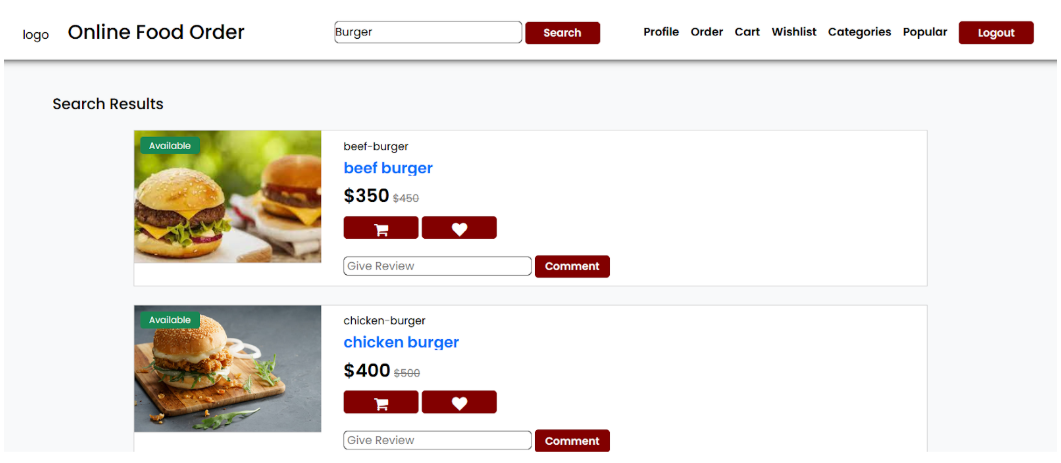 logo Online Food Order Burger Search Profile Order Cart Wishlist Categories Popular Logout
Search Results
Available
beef-burger
beef burger
$350 $450
Give Review Comment
Available
chicken-burger
chicken burger
$400 $500
Give Review Comment